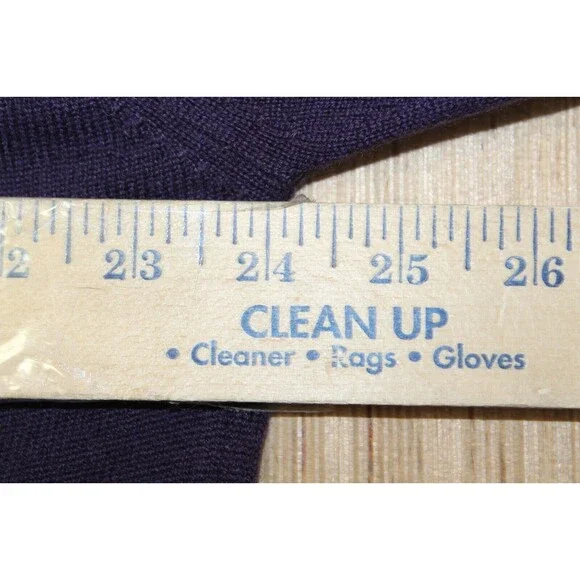 2 23 24 25 26
CLEAN UP
• Cleaner • Rags • Gloves